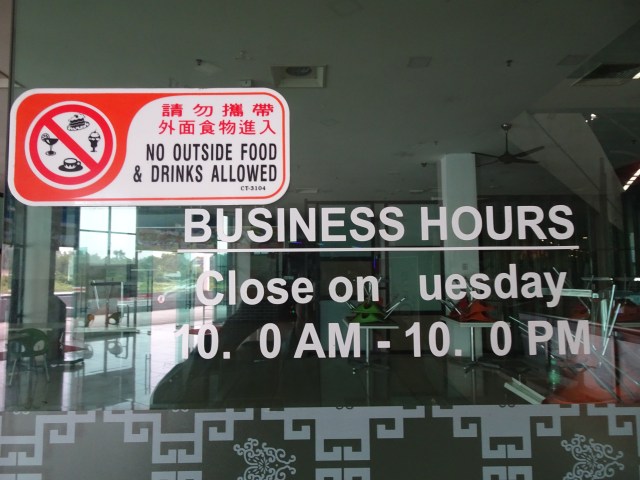 請勿攜帶
外面食物進入
NO OUTSIDE FOOD
& DRINKS ALLOWED
CT-3104
BUSINESS HOURS
Close on uesday
10. 0 AM - 10. 0 PM